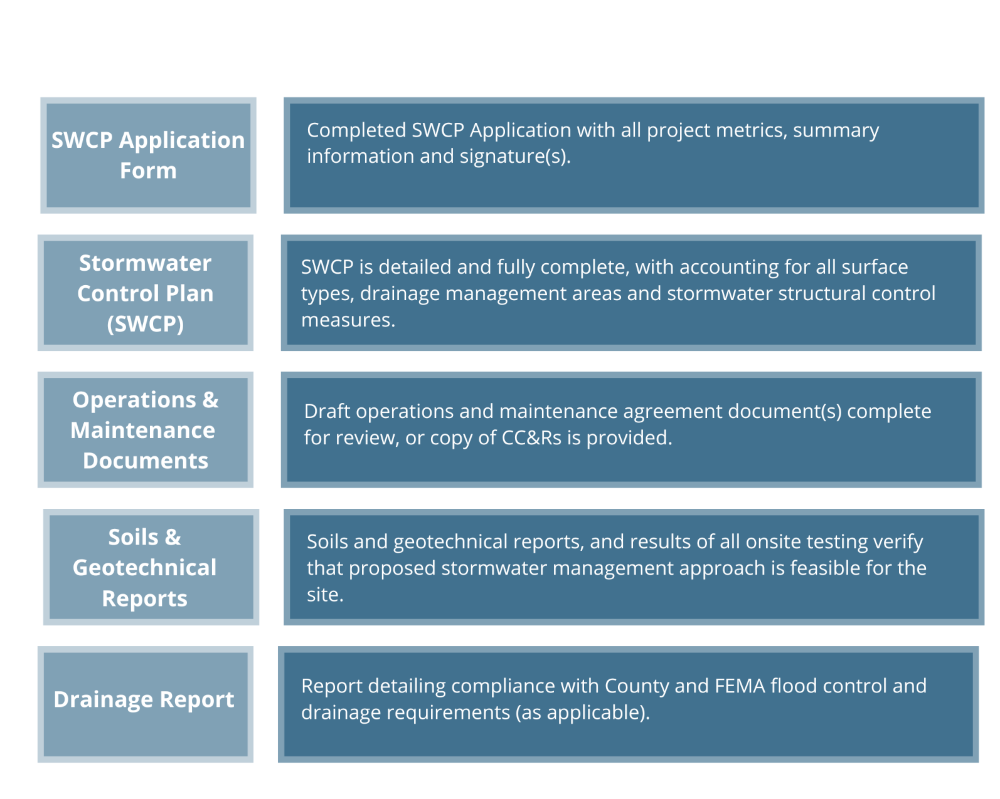 SWCP Application
Form
Completed SWCP Application with all project metrics, summary
information and signature(s).
Stormwater
Control Plan
(SWCP)
SWCP is detailed and fully complete, with accounting for all surface
types, drainage management areas and stormwater structural control
measures.
Operations &
Maintenance
Documents
Draft operations and maintenance agreement document(s) complete
for review, or copy of CC&Rs is provided.
Soils &
Geotechnical
Reports
Soils and geotechnical reports, and results of all onsite testing verify
that proposed stormwater management approach is feasible for the
site.
Drainage Report
Report detailing compliance with County and FEMA flood control and
drainage requirements (as applicable).